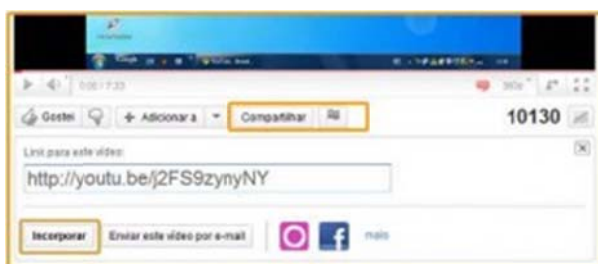 0:00 / 7:33
360p
Gostei Adicionar a Compartilhar 10130
Link para este vídeo:
http://youtu.be/j2FS9zynyNY
Incorporar Enviar este vídeo por e-mail mais